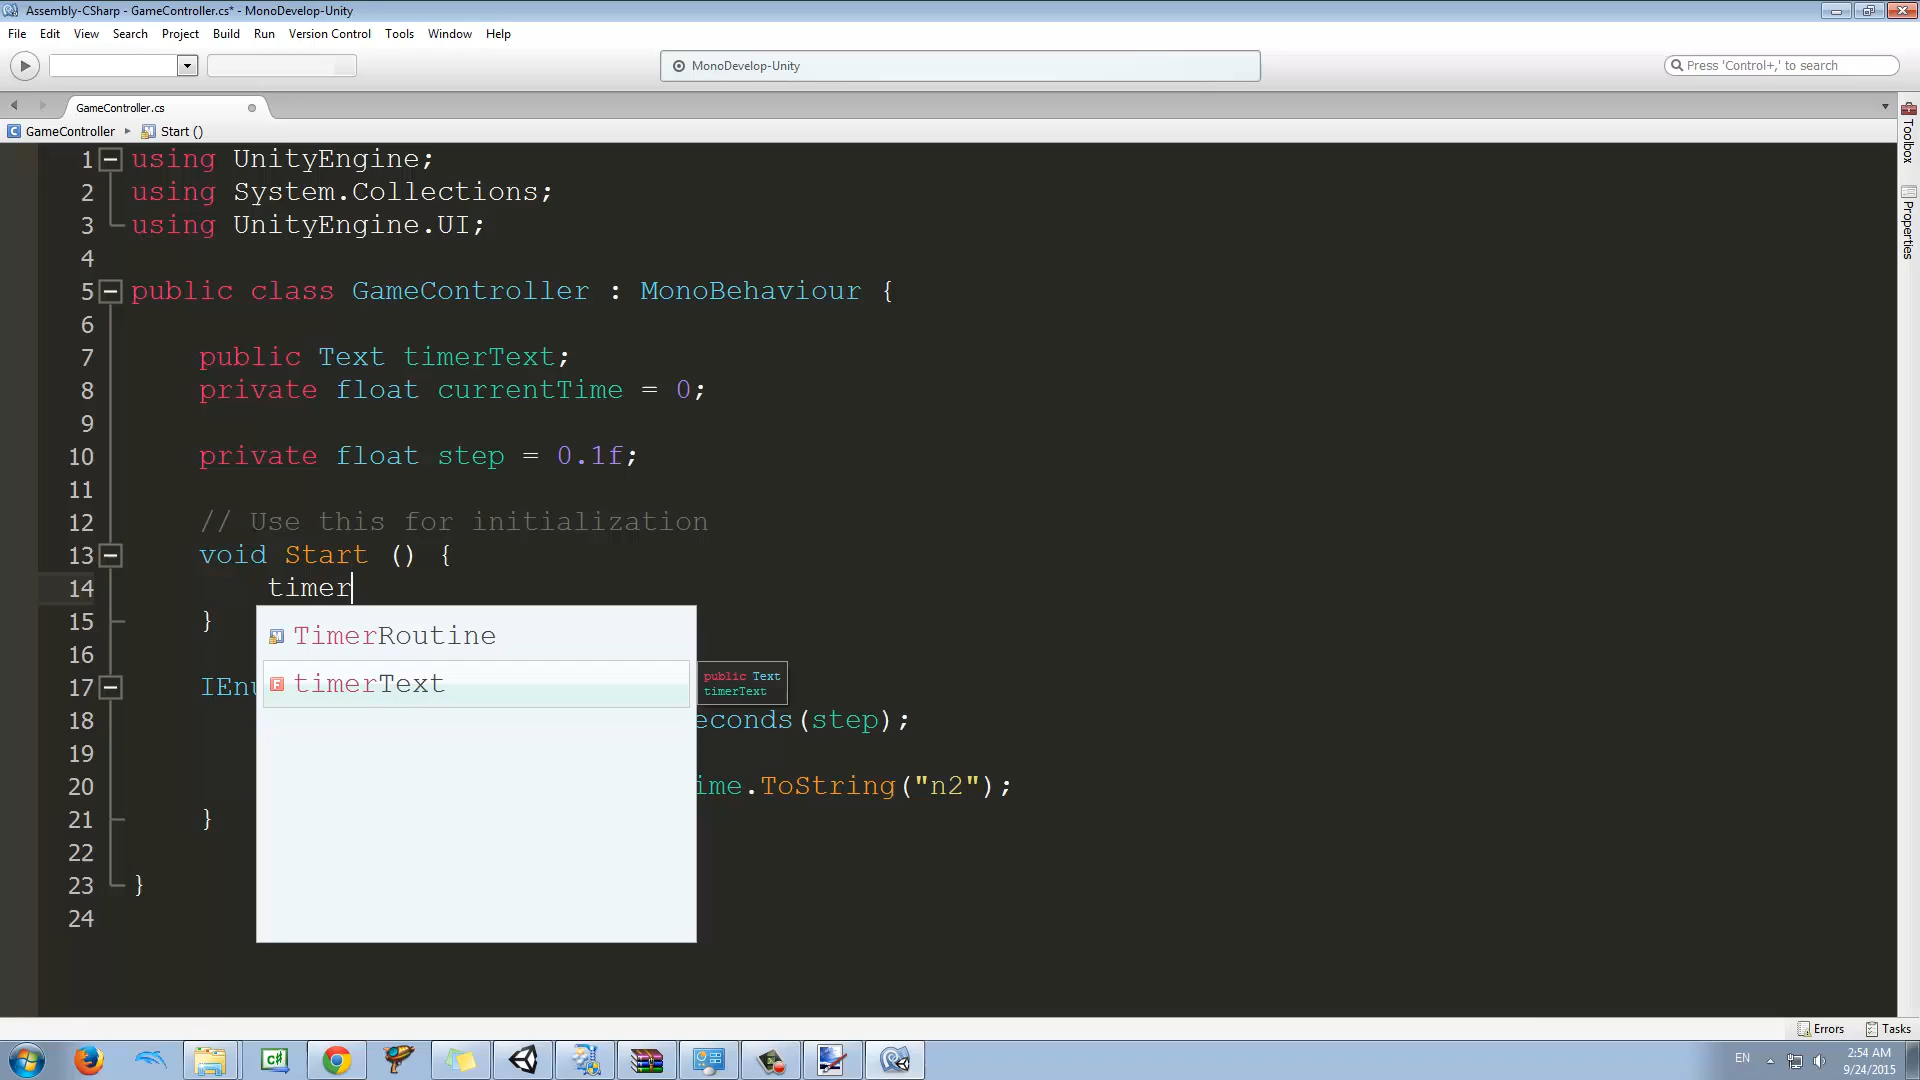 Assembly-CSharp - GameController.cs* - MonoDevelop-Unity
File Edit View Search Project Build Run Version Control Tools Window Help
MonoDevelop-Unity
Press 'Control+,' to search
GameController.cs
GameController Start ()
Toolbox
Properties
1 using UnityEngine;
2 using System.Collections;
3 using UnityEngine.UI;
4
5 public class GameController : MonoBehaviour {
6
7 public Text timerText;
8 private float currentTime = 0;
9
10 private float step = 0.1f;
11
12 // Use this for initialization
13 void Start () {
14 timer
15 }
16
17 IEnu
18 econds(step);
19
20 ime.ToString("n2");
21 }
22
23 }
24
TimerRoutine
timerText
public Text
timerText
Errors Tasks
C#
EN
2:54 AM
9/24/2015